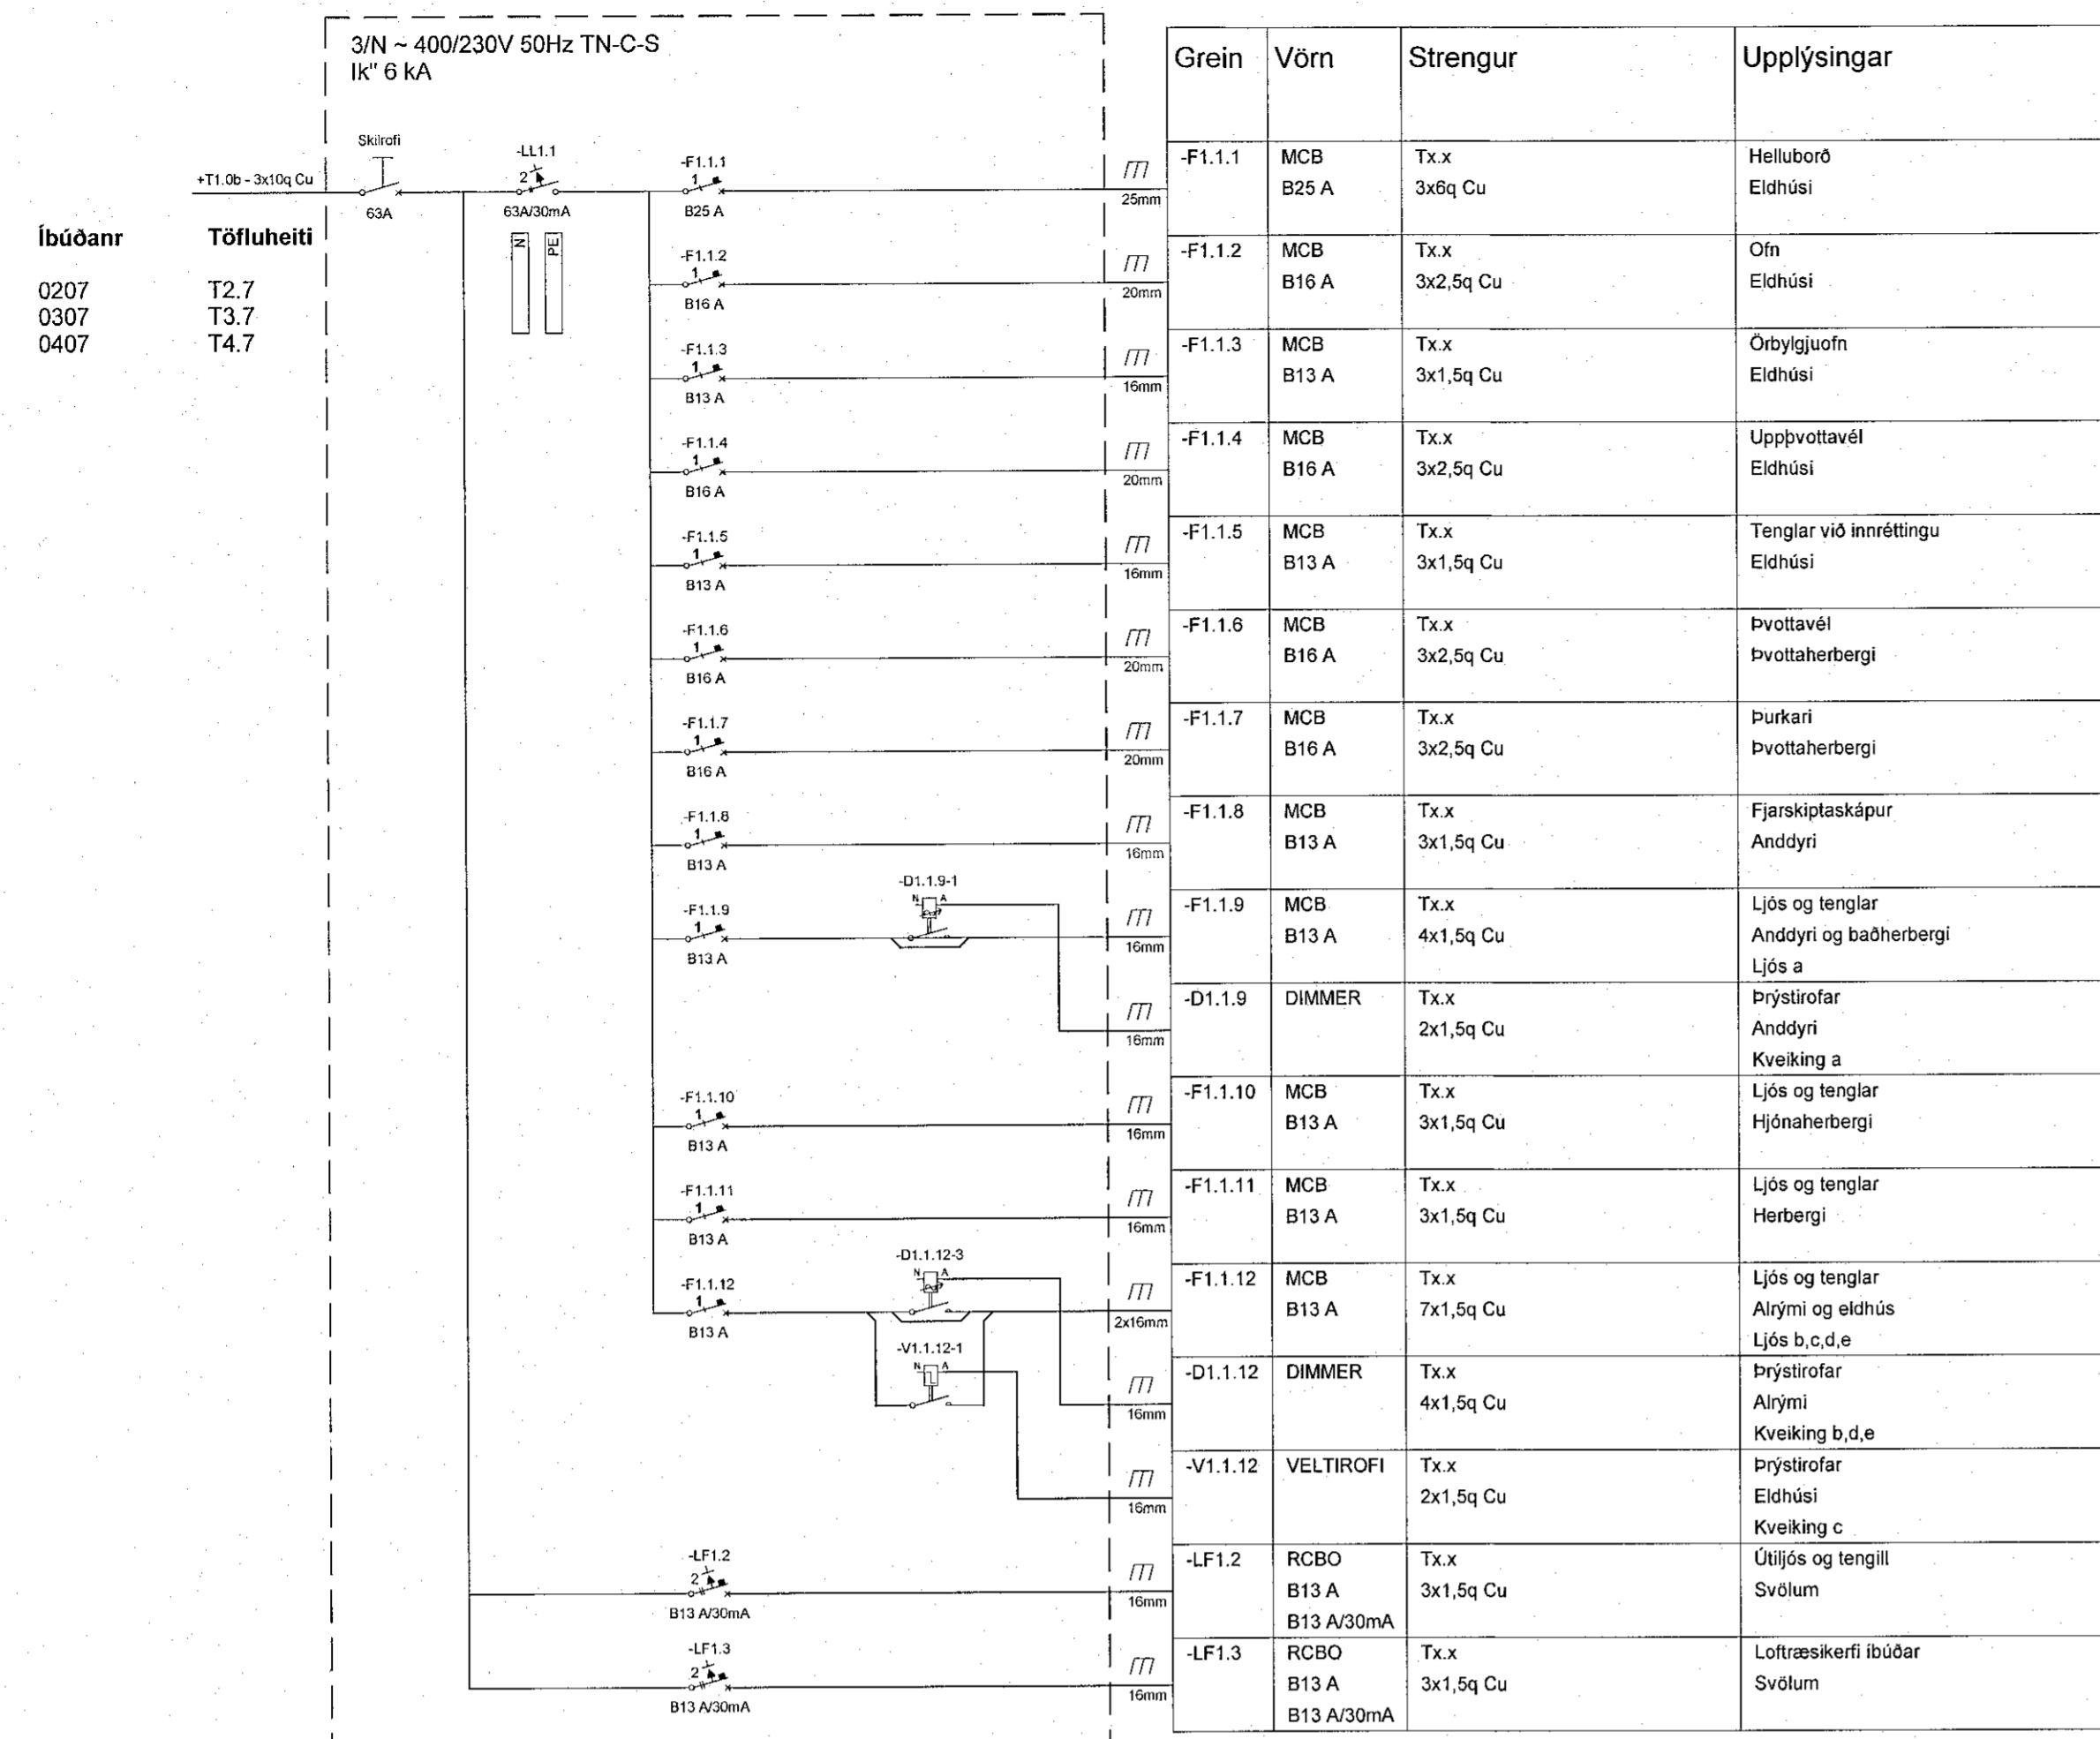 3/N ~ 400/230V 50Hz TN-C-S
Ik" 6 kA
Skilrofi
+T1.0b - 3x10q Cu
63A
-LL1.1
2
63A/30mA
N
PE
Íbúðanr Töfluheiti
0207 T2.7
0307 T3.7
0407 T4.7
-F1.1.1
1
B25 A
25mm
-F1.1.2
1
B16 A
20mm
-F1.1.3
1
B13 A
16mm
-F1.1.4
1
B16 A
20mm
-F1.1.5
1
B13 A
16mm
-F1.1.6
1
B16 A
20mm
-F1.1.7
1
B16 A
20mm
-F1.1.8
1
B13 A
16mm
-D1.1.9-1
N A
-F1.1.9
1
B13 A
16mm
16mm
-F1.1.10
1
B13 A
16mm
-F1.1.11
1
B13 A
16mm
-D1.1.12-3
N A
-F1.1.12
1
B13 A
2x16mm
-V1.1.12-1
N A
16mm
16mm
-LF1.2
2
B13 A/30mA
16mm
-LF1.3
2
B13 A/30mA
16mm
Grein Vörn Strengur Upplýsingar
-F1.1.1 MCB Tx.x Helluborð
B25 A 3x6q Cu Eldhúsi
-F1.1.2 MCB Tx.x Ofn
B16 A 3x2,5q Cu Eldhúsi
-F1.1.3 MCB Tx.x Örbylgjuofn
B13 A 3x1,5q Cu Eldhúsi
-F1.1.4 MCB Tx.x Uppþvottavél
B16 A 3x2,5q Cu Eldhúsi
-F1.1.5 MCB Tx.x Tenglar við innréttingu
B13 A 3x1,5q Cu Eldhúsi
-F1.1.6 MCB Tx.x Þvottavél
B16 A 3x2,5q Cu Þvottaherbergi
-F1.1.7 MCB Tx.x Þurkari
B16 A 3x2,5q Cu Þvottaherbergi
-F1.1.8 MCB Tx.x Fjarskiptaskápur
B13 A 3x1,5q Cu Anddyri
-F1.1.9 MCB Tx.x Ljós og tenglar
B13 A 4x1,5q Cu Anddyri og baðherbergi
Ljós a
-D1.1.9 DIMMER Tx.x Þrýstirofar
2x1,5q Cu Anddyri
Kveiking a
-F1.1.10 MCB Tx.x Ljós og tenglar
B13 A 3x1,5q Cu Hjónaherbergi
-F1.1.11 MCB Tx.x Ljós og tenglar
B13 A 3x1,5q Cu Herbergi
-F1.1.12 MCB Tx.x Ljós og tenglar
B13 A 7x1,5q Cu Alrými og eldhús
Ljós b,c,d,e
-D1.1.12 DIMMER Tx.x Þrýstirofar
4x1,5q Cu Alrými
Kveiking b,d,e
-V1.1.12 VELTIROFI Tx.x Þrýstirofar
2x1,5q Cu Eldhúsi
Kveiking c
-LF1.2 RCBO Tx.x Útiljós og tengill
B13 A 3x1,5q Cu Svölum
B13 A/30mA
-LF1.3 RCBO Tx.x Loftræsikerfi íbúðar
B13 A 3x1,5q Cu Svölum
B13 A/30mA